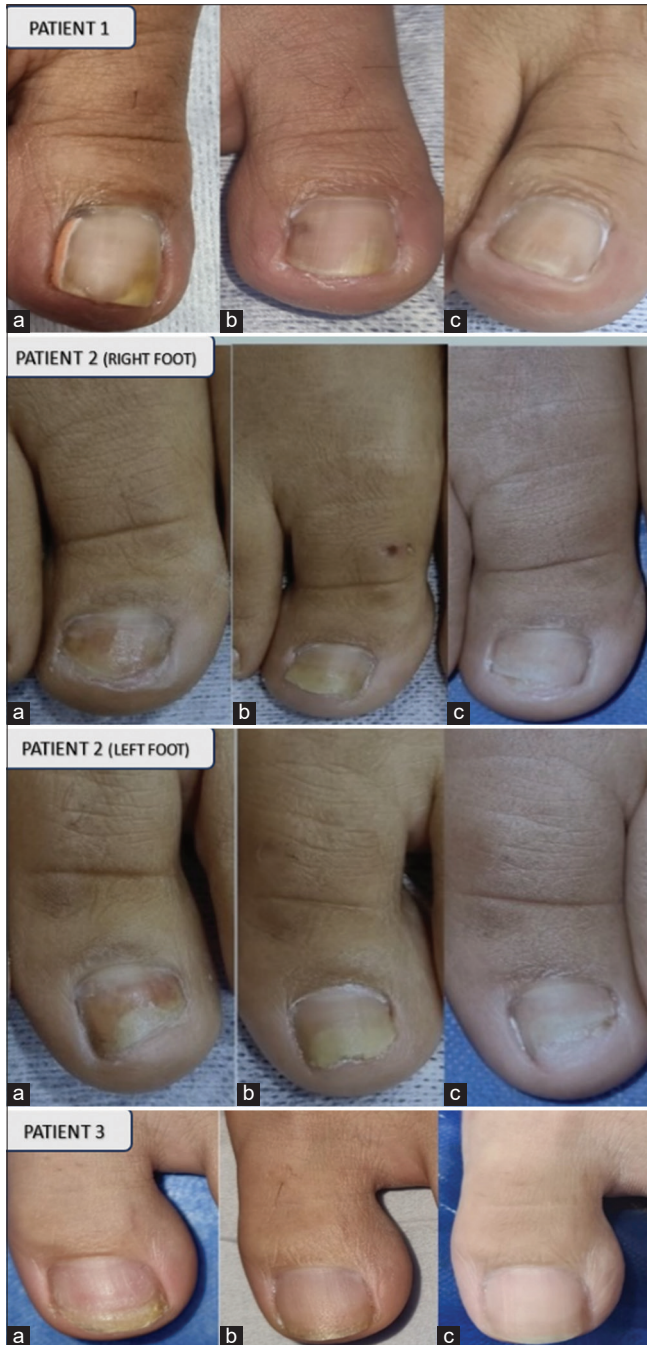 PATIENT 1
a b c
PATIENT 2 (RIGHT FOOT)
a b c
PATIENT 2 (LEFT FOOT)
a b c
PATIENT 3
a b c